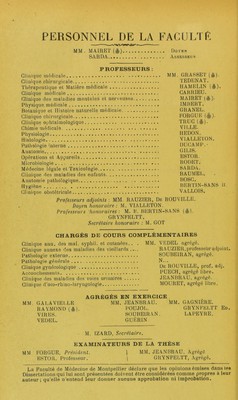 PERSONNEL DE LA FACULTÉ
MM. MAIRET (✠) DOYEN
SARDA ASSESSEUR
PROFESSEURS:
Clinique médicale MM. GRASSET (✠)
Clinique chirurgicale TÉDENAT.
Thérapeutique et Matière médicale HAMELIN (✠).
Clinique médicale CARRIEU.
Clinique des maladies mentales et nerveuses MAIRET (✠).
Physique médicale IMBERT.
Botanique et Histoire naturelle médicale GRANEL.
Clinique chirurgicale FORGUE (✠)
Clinique ophtalmologique TRUC (✠).
Chimie médicale VILLE.
Physiologie HEDON.
Histologie VIALLETON.
Pathologie interne DUCAMP.
Anatomie GILIS.
Opérations et Appareils ESTOR.
Microbiologie RODET.
Médecine légale et Toxicologie SARDA.
Clinique des maladies des enfants BAUMEL.
Anatomie pathologique BOSC.
Hygiène BERTIN-SANS H
Clinique obstétricale VALLOIS.
Professeurs adjoints : MM. RAUZIER, DE ROUVILLE.
Doyen honoraire : M. VIALLETON.
Professeurs honoraires : M. E. BERTIN-SANS (✠).
GRYNFELTT.
Secrétaire honoraire : M. GOT
CHARGÉS DE COURS COMPLÉMENTAIRES
Clinique ann. des mal. syphil. et cutanées MM. VEDEL, agrégé.
Clinique annexe des maladies des vieillards RAUZIER, professeur adjoint.
Pathologie externe SOUBEIRAN, agrégé.
Pathologie générale N...
Clinique gynécologique DE ROUVILLE, prof. adj.
Accouchements PUECH, agrégé libre.
Clinique des maladies des voies urinaires JEANBRAU, agrégé.
Clinique d'oto-rhino-laryngologie MOURET, agrégé libre.
AGRÉGÉS EN EXERCICE
MM. GALAVIELLE MM. JEANBRAU. MM. GAGNIÈRE.
RAYMOND (✠) POUJOL. GRYNFELTT Ed.
VIRES. SOUBEIRAN. LAPEYRE.
VEDEL. GUÉRIN
M. IZARD, Secrétaire.
EXAMINATEURS DE LA THÈSE
MM FORGUE, Président. MM. JEANBRAU, Agrégé
ESTOR, Professeur. GRYNFELTT, Agrégé.
La Faculté de Médecine de Montpellier déclare que les opinions émises dans les
Dissertations qui lui sont présentées doivent être considérées comme propres à leur
auteur ; qu'elle n'entend leur donner aucune approbation ni improbation.